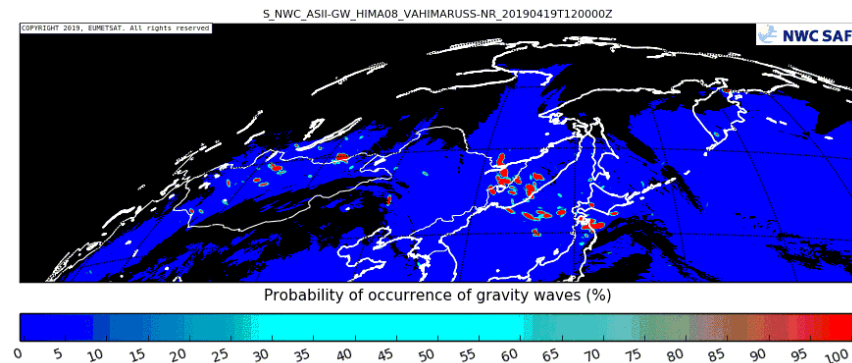 S_NWC_ASII-GW_HIMA08_VAHIMARUSS-NR_20190419T120000Z
COPYRIGHT 2019, EUMETSAT. All rights reserved
NWC SAF
Probability of occurrence of gravity waves (%)
0 5 10 15 20 25 30 35 40 45 50 55 60 65 70 75 80 85 90 95 100